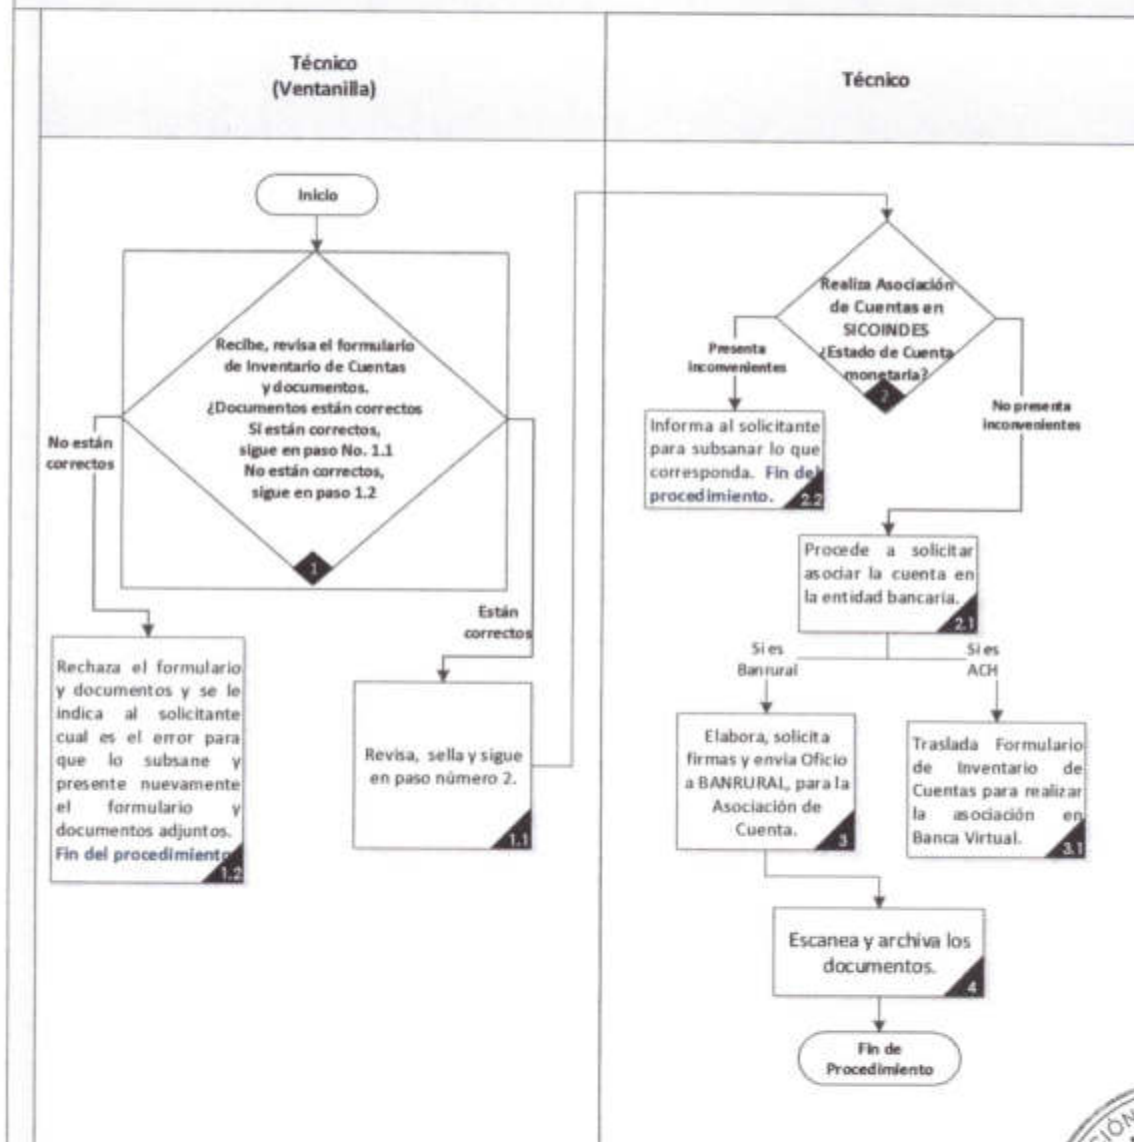 Técnico
(Ventanilla)
Técnico
Inicio
Recibe, revisa el formulario
de Inventario de Cuentas
y documentos.
¿Documentos están correctos
Sí están correctos,
sigue en paso No. 1.1
No están correctos,
sigue en paso 1.2
1
No están
correctos
Están
correctos
Rechaza el formulario
y documentos y se le
indica al solicitante
cual es el error para
que lo subsane y
presente nuevamente
el formulario y
documentos adjuntos.
Fin del procedimiento
1.2
Revisa, sella y sigue
en paso número 2.
1.1
Realiza Asociación
de Cuentas en
SICOINDES
¿Estado de Cuenta
monetaria?
2
Presenta
inconvenientes
No presenta
inconvenientes
Informa al solicitante
para subsanar lo que
corresponda. Fin del
procedimiento.
2.2
Procede a solicitar
asociar la cuenta en
la entidad bancaria.
2.1
Si es
Banrural
Si es
ACH
Elabora, solicita
firmas y envia Oficio
a BANRURAL, para la
Asociación de
Cuenta.
3
Traslada Formulario
de Inventario de
Cuentas para realizar
la asociación en
Banca Virtual.
3.1
Escanea y archiva los
documentos.
4
Fin de
Procedimiento
IÓN